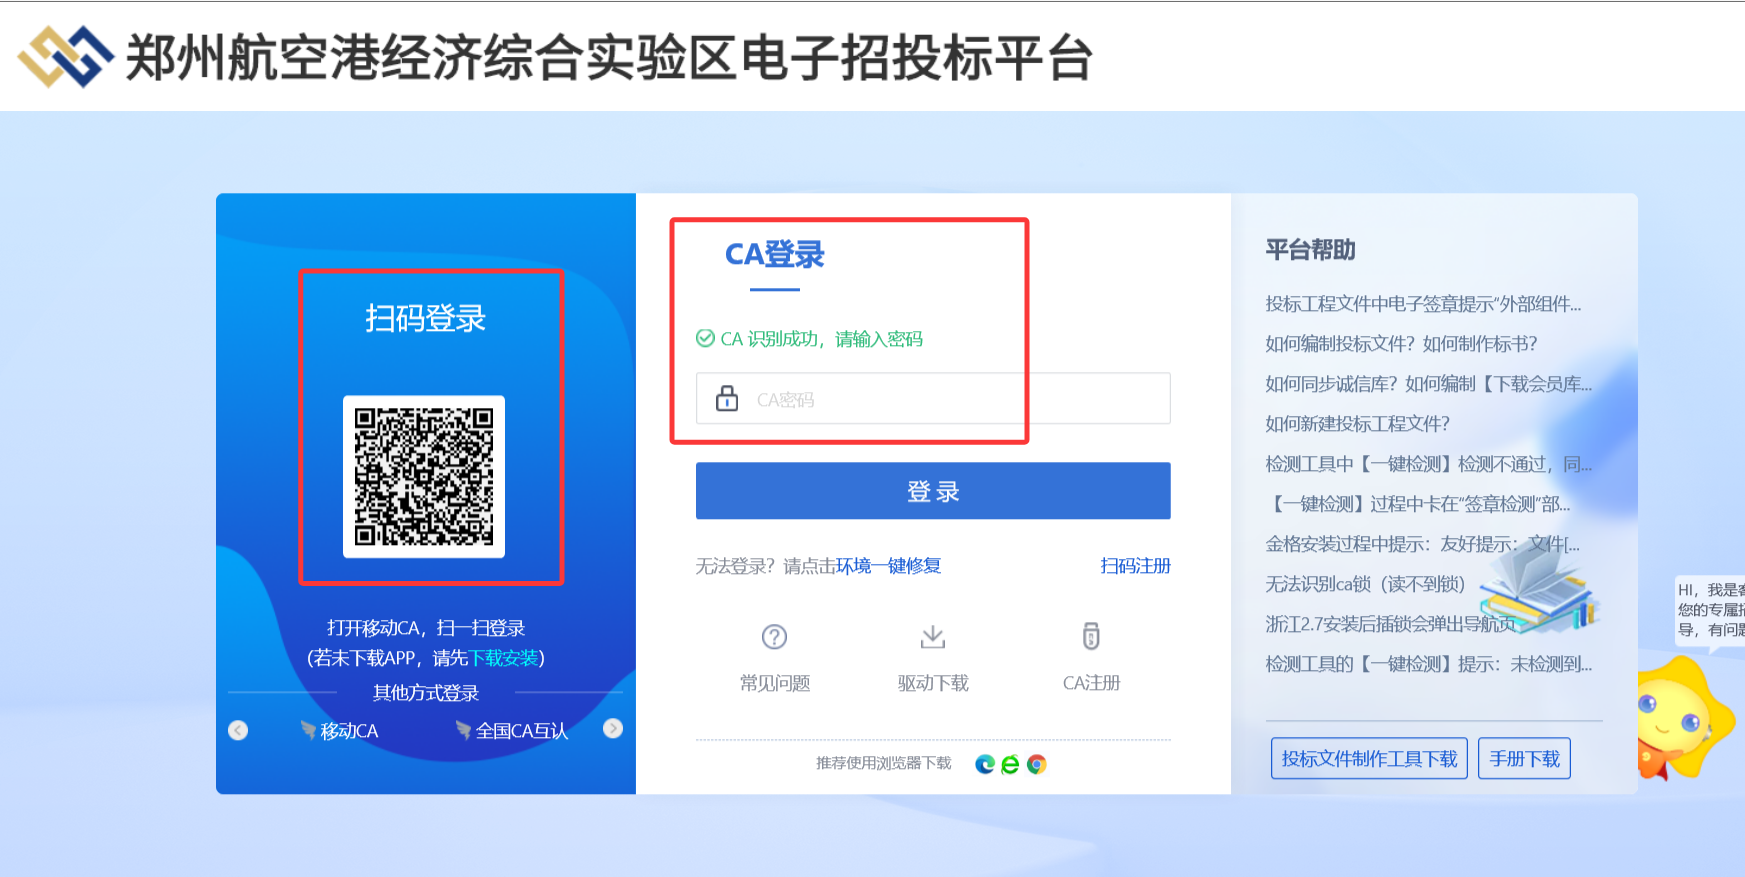 郑州航空港经济综合实验区电子招投标平台
扫码登录
打开移动CA，扫一扫登录
(若未下载APP，请先下载安装)
其他方式登录
移动CA
全国CA互认
CA登录
CA 识别成功，请输入密码
CA密码
登 录
无法登录？请点击环境一键修复
扫码注册
常见问题
驱动下载
CA注册
推荐使用浏览器下载
平台帮助
投标工程文件中电子签章提示“外部组件...
如何编制投标文件？如何制作标书？
如何同步诚信库？如何编制【下载会员库...
如何新建投标工程文件？
检测工具中【一键检测】检测不通过，同...
【一键检测】过程中卡在“签章检测”部...
金格安装过程中提示：友好提示：文件[...
无法识别ca锁（读不到锁）
浙江2.7安装后插锁会弹出导航页
检测工具的【一键检测】提示：未检测到...
投标文件制作工具下载
手册下载
HI，我是客
您的专属招
导，有问题